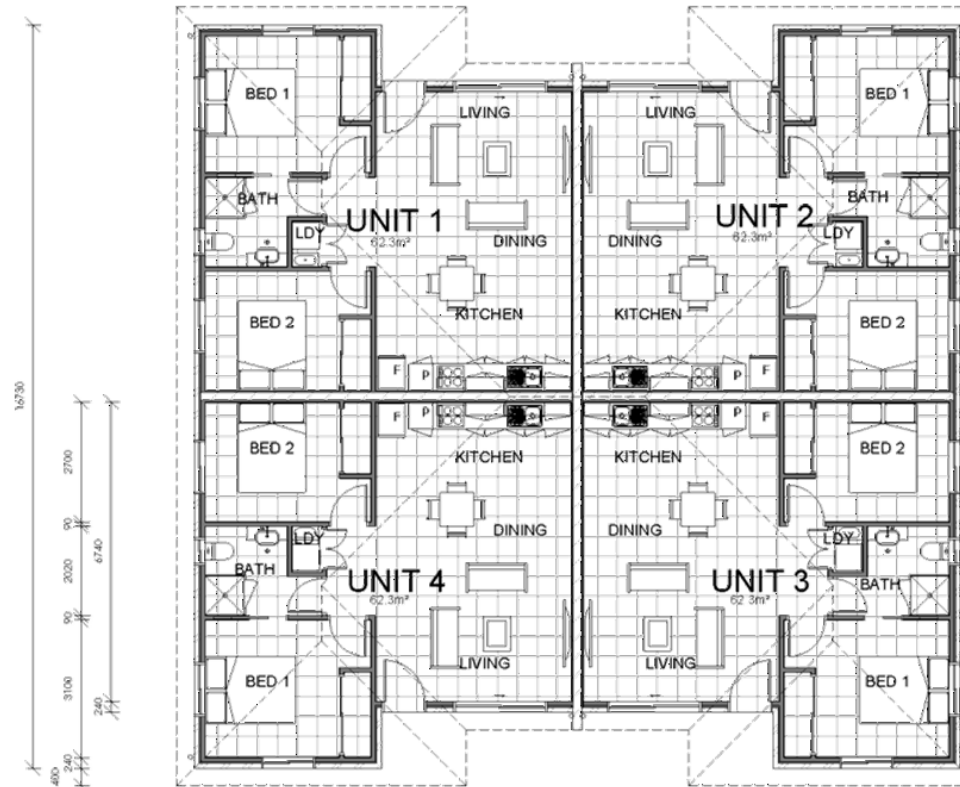 BED 1
LIVING
LIVING
BED 1
BATH
UNIT 1
62.3m²
UNIT 2
62.3m²
BATH
LDY
DINING
DINING
LDY
BED 2
KITCHEN
KITCHEN
BED 2
F
P
P
F
16730
F
P
P
F
BED 2
KITCHEN
KITCHEN
BED 2
2700
90
6740
LDY
DINING
DINING
LDY
2020
BATH
UNIT 4
62.3m²
UNIT 3
62.3m²
BATH
90
BED 1
LIVING
LIVING
BED 1
3100
240
240
400